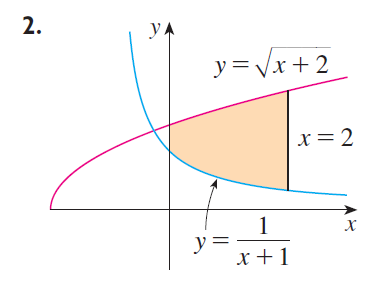 2.
y
y = √x + 2
x = 2
x
y = 1/(x + 1)